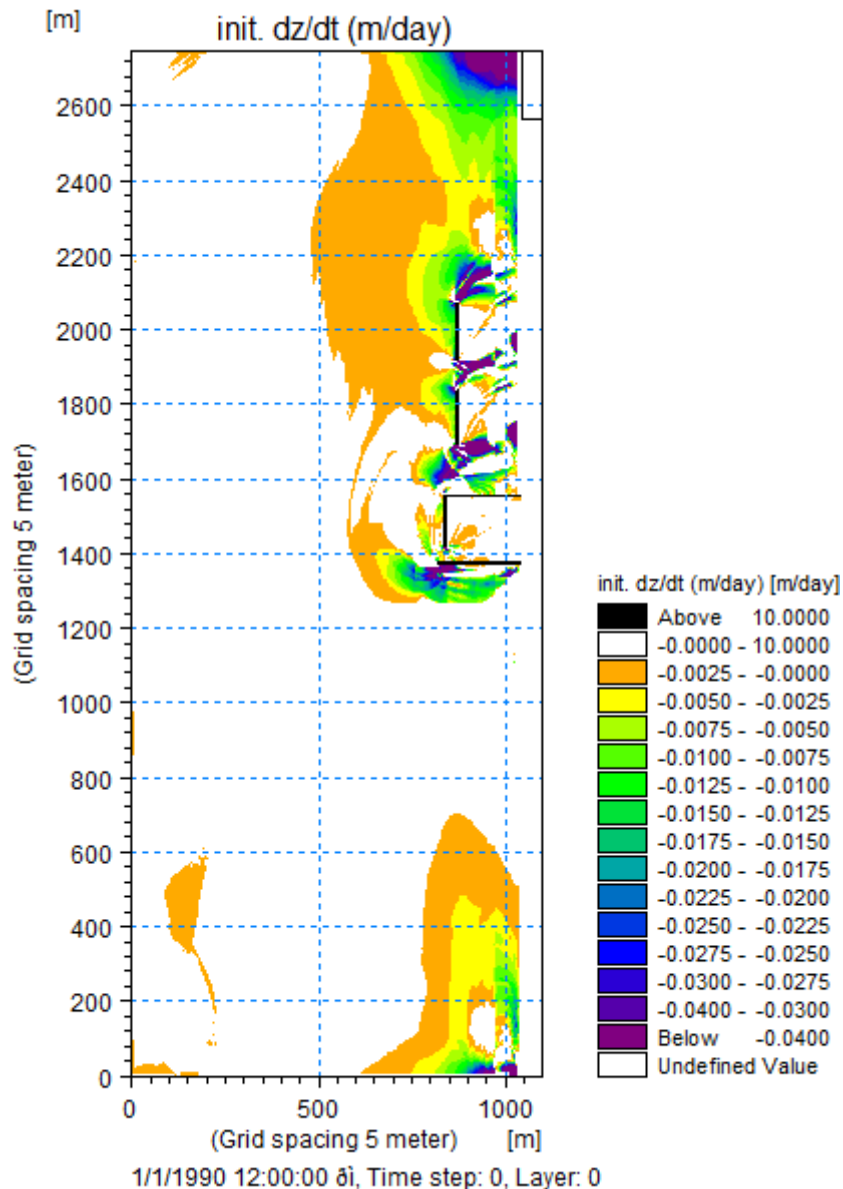 [m]
init. dz/dt (m/day)
2600
2400
2200
2000
1800
1600
1400
1200
1000
800
600
400
200
0
(Grid spacing 5 meter)
0 500 1000
(Grid spacing 5 meter) [m]
1/1/1990 12:00:00 ðì, Time step: 0, Layer: 0
init. dz/dt (m/day) [m/day]
Above 10.0000
-0.0000 - 10.0000
-0.0025 - -0.0000
-0.0050 - -0.0025
-0.0075 - -0.0050
-0.0100 - -0.0075
-0.0125 - -0.0100
-0.0150 - -0.0125
-0.0175 - -0.0150
-0.0200 - -0.0175
-0.0225 - -0.0200
-0.0250 - -0.0225
-0.0275 - -0.0250
-0.0300 - -0.0275
-0.0400 - -0.0300
Below -0.0400
Undefined Value